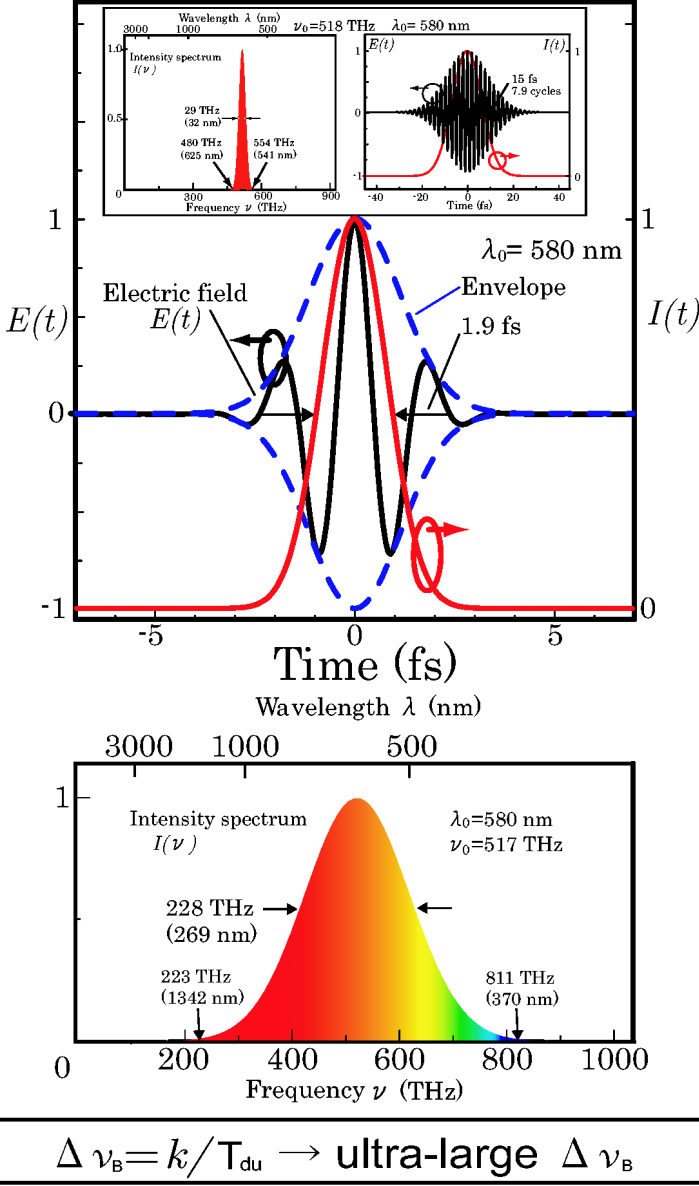 Wavelength λ (nm)
ν₀=518 THz λ₀= 580 nm
3000 1000 500
Intensity spectrum
I(ν)
1.0
0.5
0
29 THz
(32 nm)
480 THz
(625 nm)
554 THz
(541 nm)
300 600 900
Frequency ν (THz)
E(t) I(t)
1 1
0
-1 0
15 fs
7.9 cycles
-40 -20 0 20 40
Time (fs)
1 1
λ₀= 580 nm
Electric field
E(t)
Envelope
E(t) I(t)
1.9 fs
0
-1 0
-5 0 5
Time (fs)
Wavelength λ (nm)
3000 1000 500
1
Intensity spectrum
I(ν)
λ₀=580 nm
ν₀=517 THz
228 THz
(269 nm)
223 THz
(1342 nm)
811 THz
(370 nm)
0 200 400 600 800 1000
Frequency ν (THz)
Δ ν_B = k/T_du → ultra-large Δ ν_B